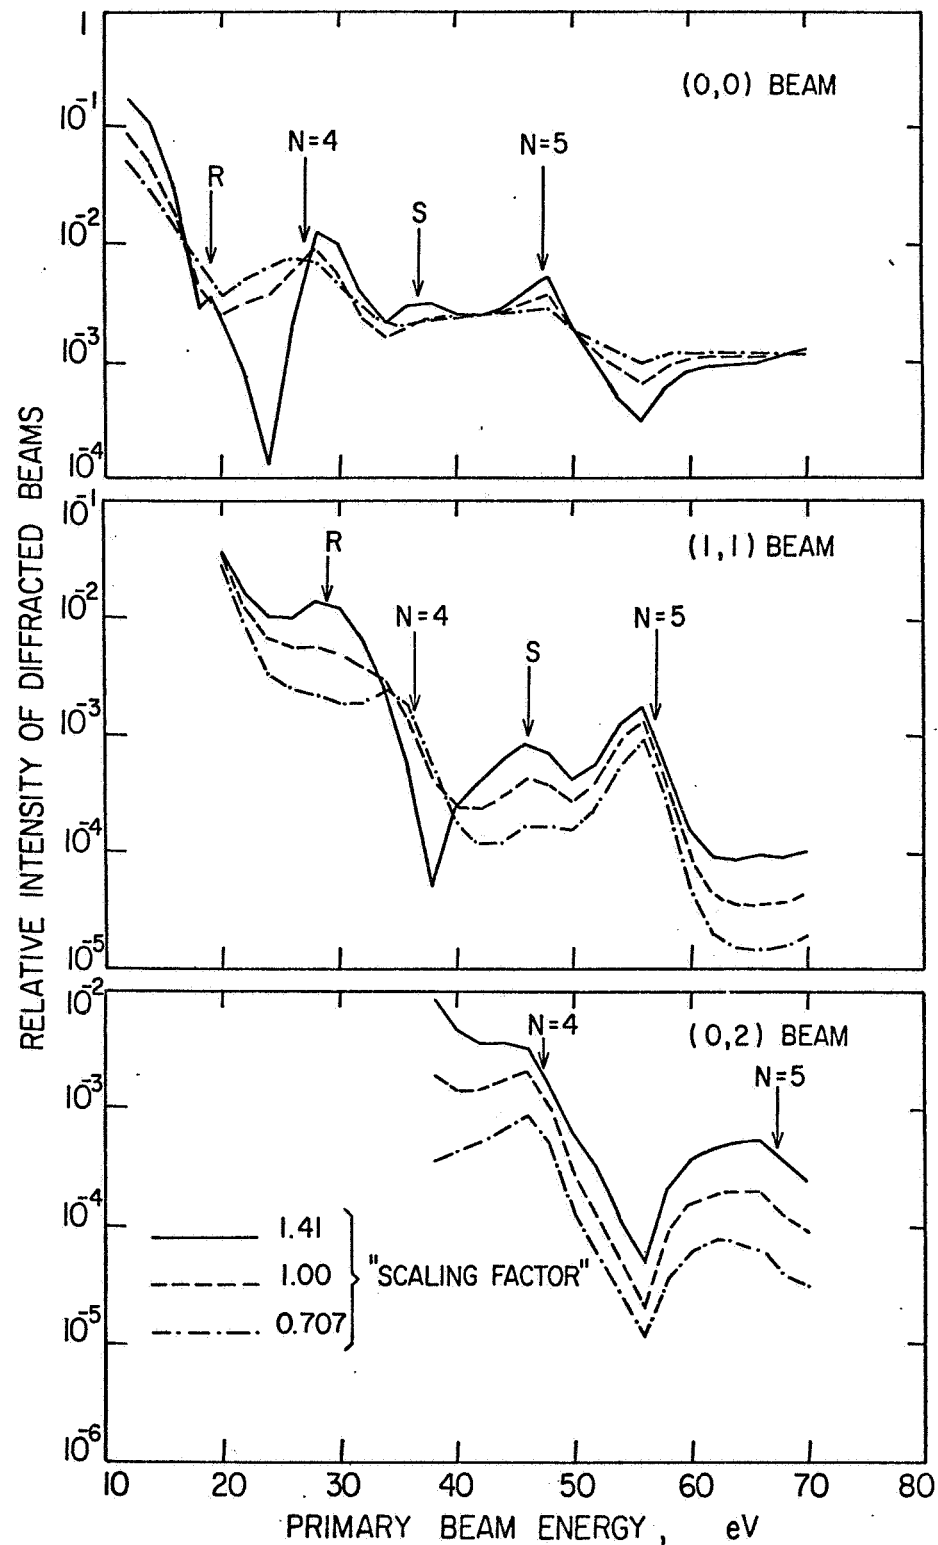 RELATIVE INTENSITY OF DIFFRACTED BEAMS
(0,0) BEAM
1
10⁻¹
10⁻²
10⁻³
10⁻⁴
R
N=4
S
N=5
(1,1) BEAM
10⁻¹
10⁻²
10⁻³
10⁻⁴
10⁻⁵
R
N=4
S
N=5
(0,2) BEAM
10⁻²
10⁻³
10⁻⁴
10⁻⁵
10⁻⁶
N=4
N=5
1.41
1.00
0.707
"SCALING FACTOR"
10 20 30 40 50 60 70 80
PRIMARY BEAM ENERGY, eV